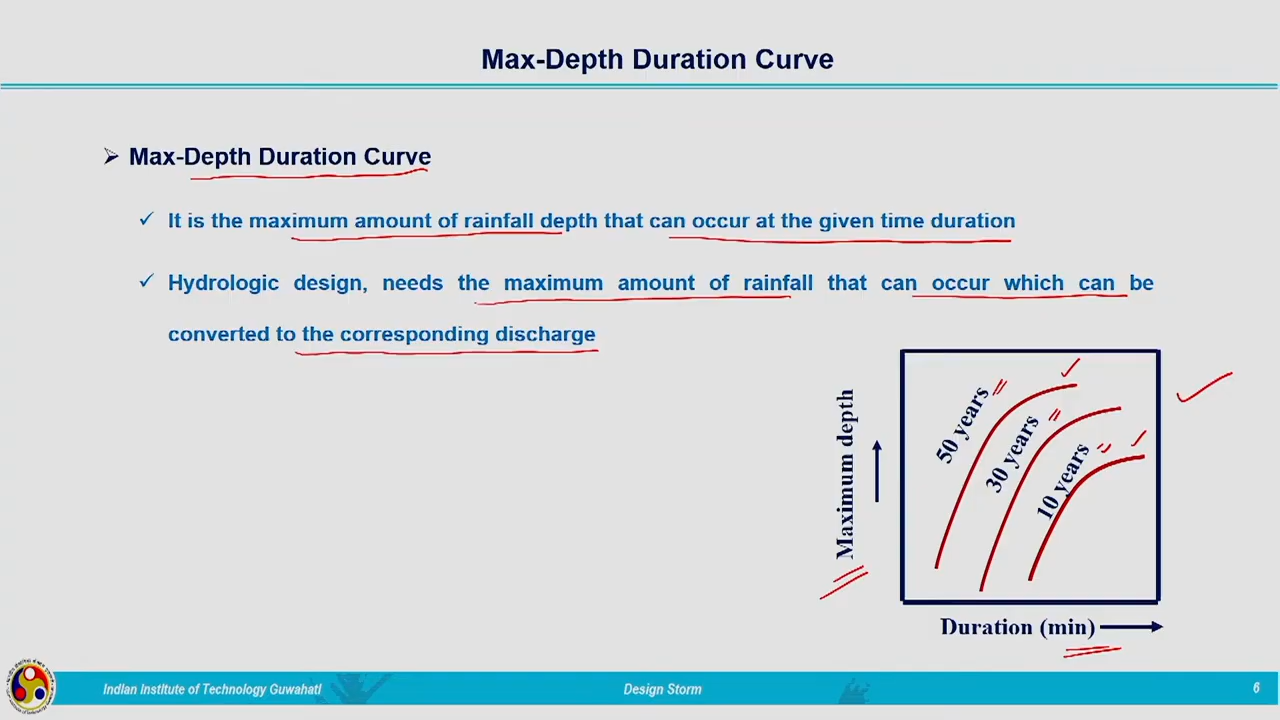 Max-Depth Duration Curve
Max-Depth Duration Curve
It is the maximum amount of rainfall depth that can occur at the given time duration
Hydrologic design, needs the maximum amount of rainfall that can occur which can be
converted to the corresponding discharge
Maximum depth
50 years
30 years
10 years
Duration (min)
Indian Institute of Technology Guwahati
Design Storm
6